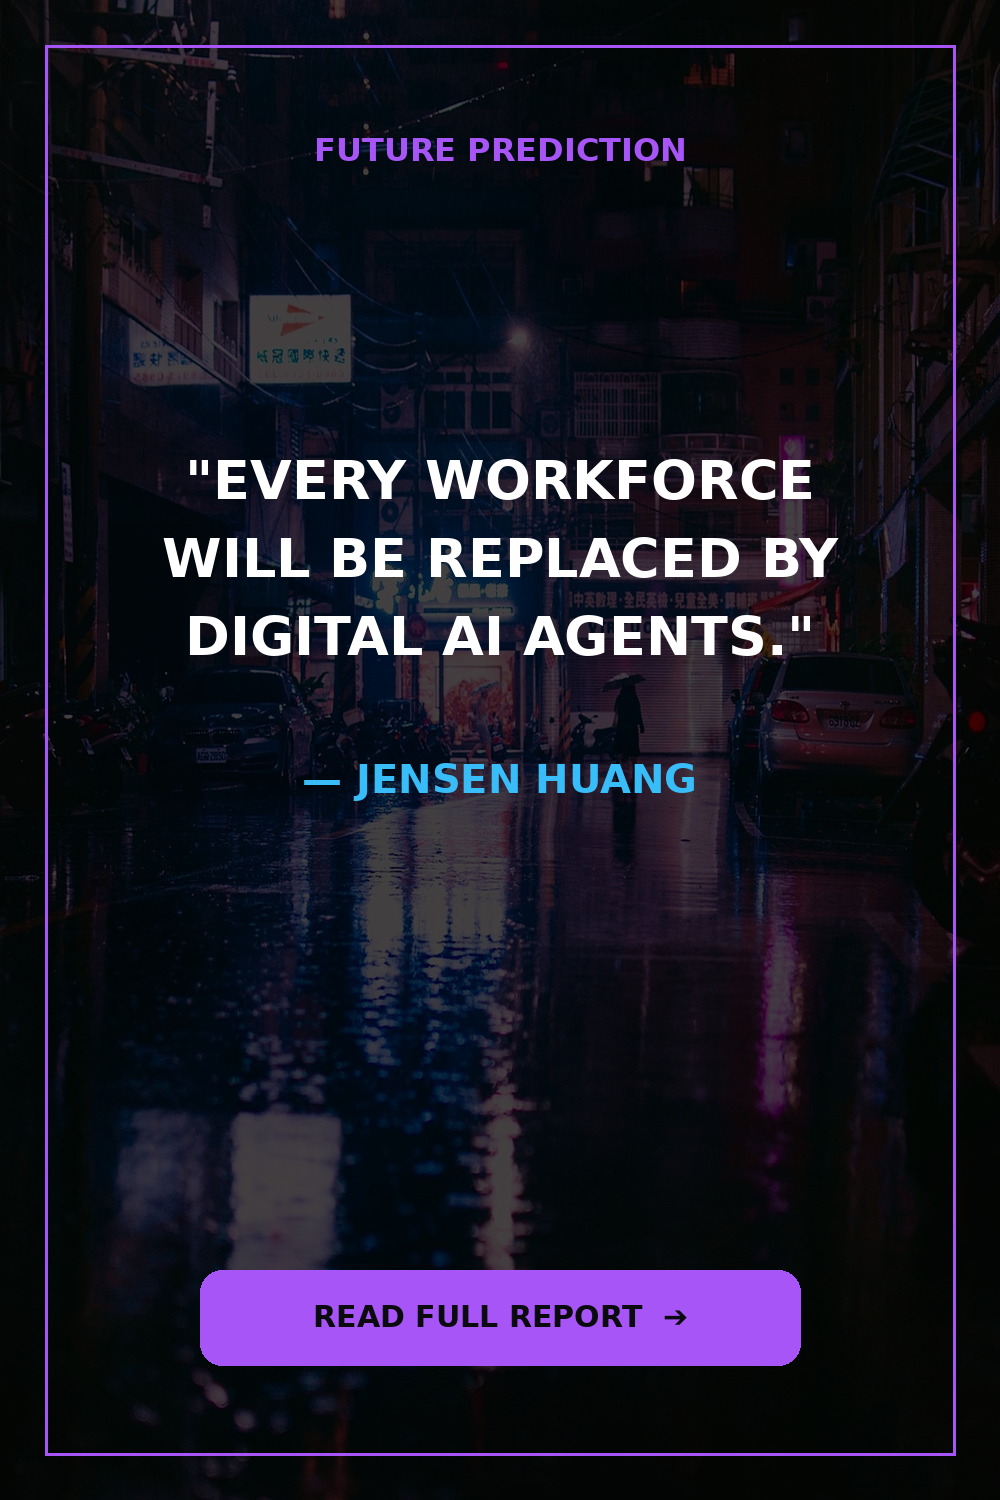 FUTURE PREDICTION
"EVERY WORKFORCE
WILL BE REPLACED BY
DIGITAL AI AGENTS."
— JENSEN HUANG
READ FULL REPORT ➔